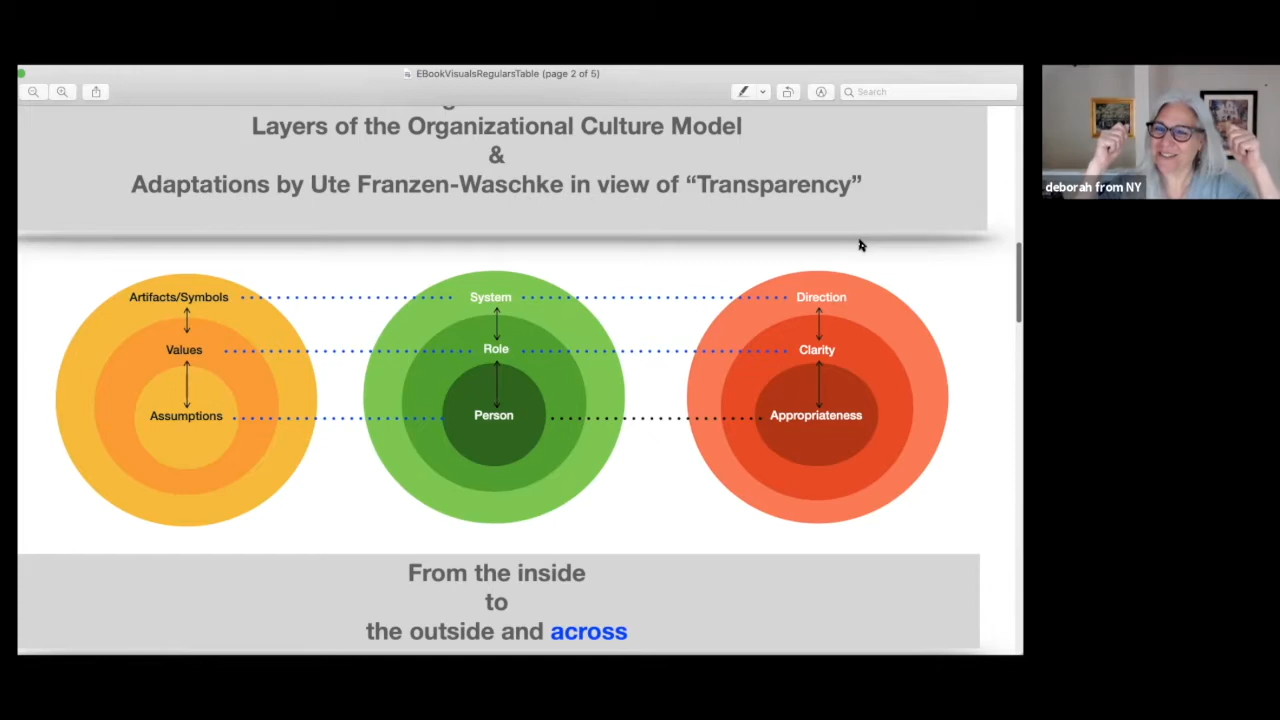 EBookVisualsRegularsTable (page 2 of 5)
Search
Layers of the Organizational Culture Model
&
Adaptations by Ute Franzen-Waschke in view of “Transparency”
Artifacts/Symbols
System
Direction
Values
Role
Clarity
Assumptions
Person
Appropriateness
From the inside
to
the outside and across
deborah from NY